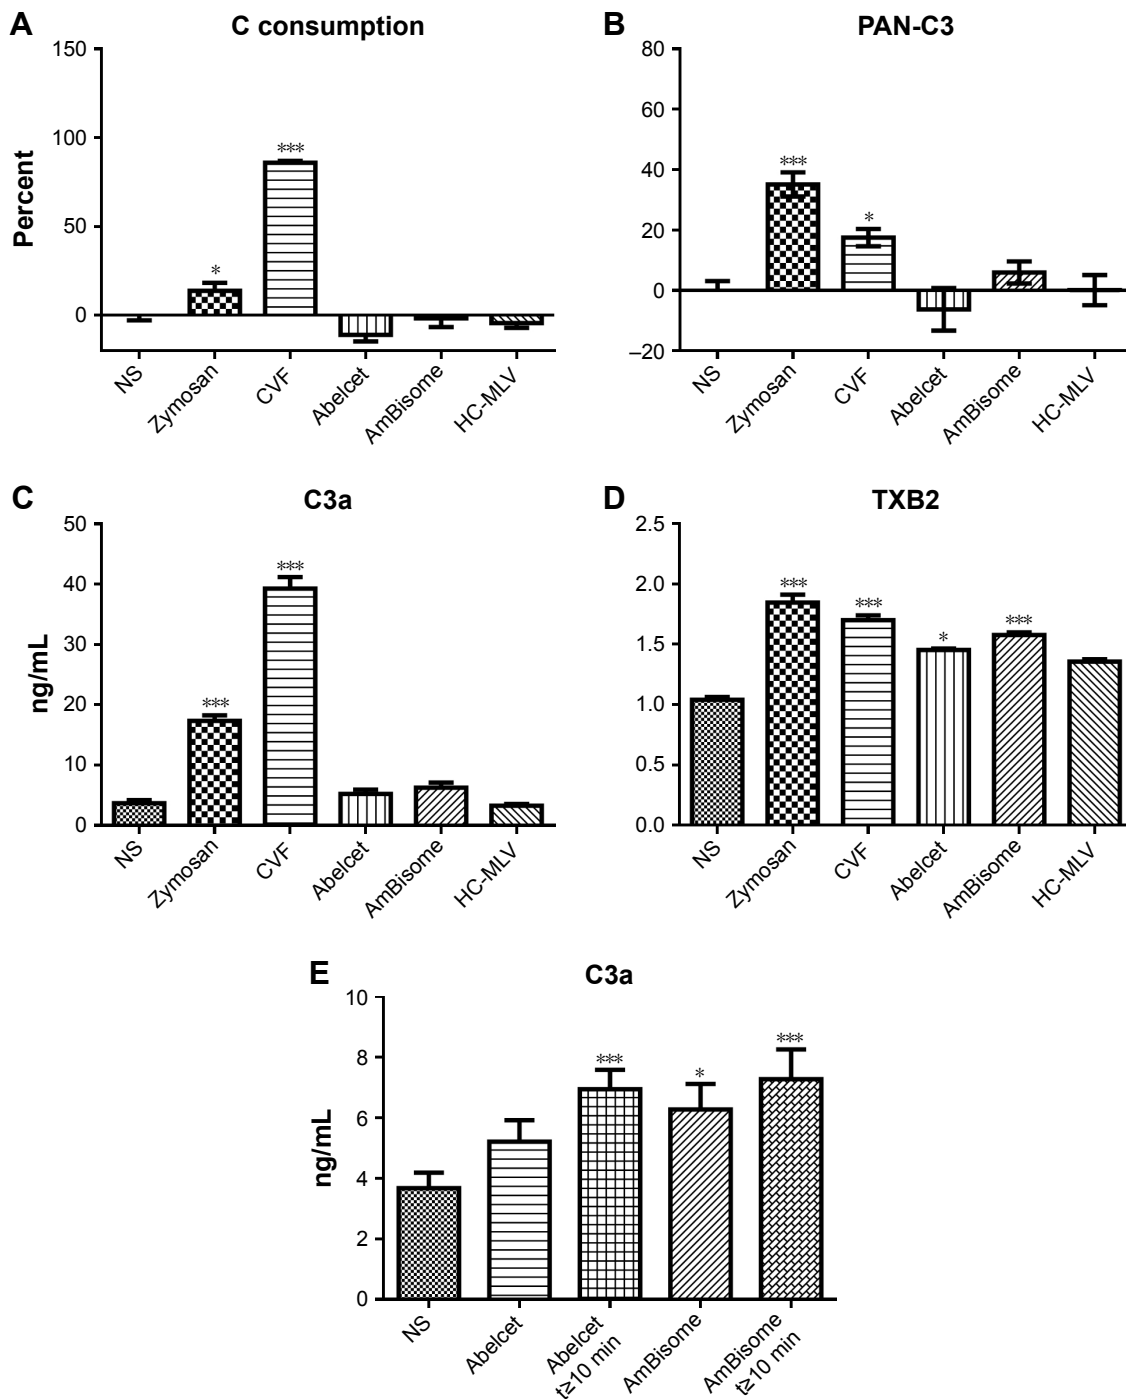 A
C consumption
150
100
50
0
Percent
*
***
NS
Zymosan
CVF
Abelcet
AmBisome
HC-MLV
B
PAN-C3
80
60
40
20
0
–20
***
*
NS
Zymosan
CVF
Abelcet
AmBisome
HC-MLV
C
C3a
50
40
30
20
10
0
ng/mL
***
***
NS
Zymosan
CVF
Abelcet
AmBisome
HC-MLV
D
TXB2
2.5
2.0
1.5
1.0
0.5
0.0
***
***
*
***
NS
Zymosan
CVF
Abelcet
AmBisome
HC-MLV
E
C3a
10
8
6
4
2
0
ng/mL
***
*
***
NS
Abelcet
Abelcet
t≥10 min
AmBisome
AmBisome
t≥10 min